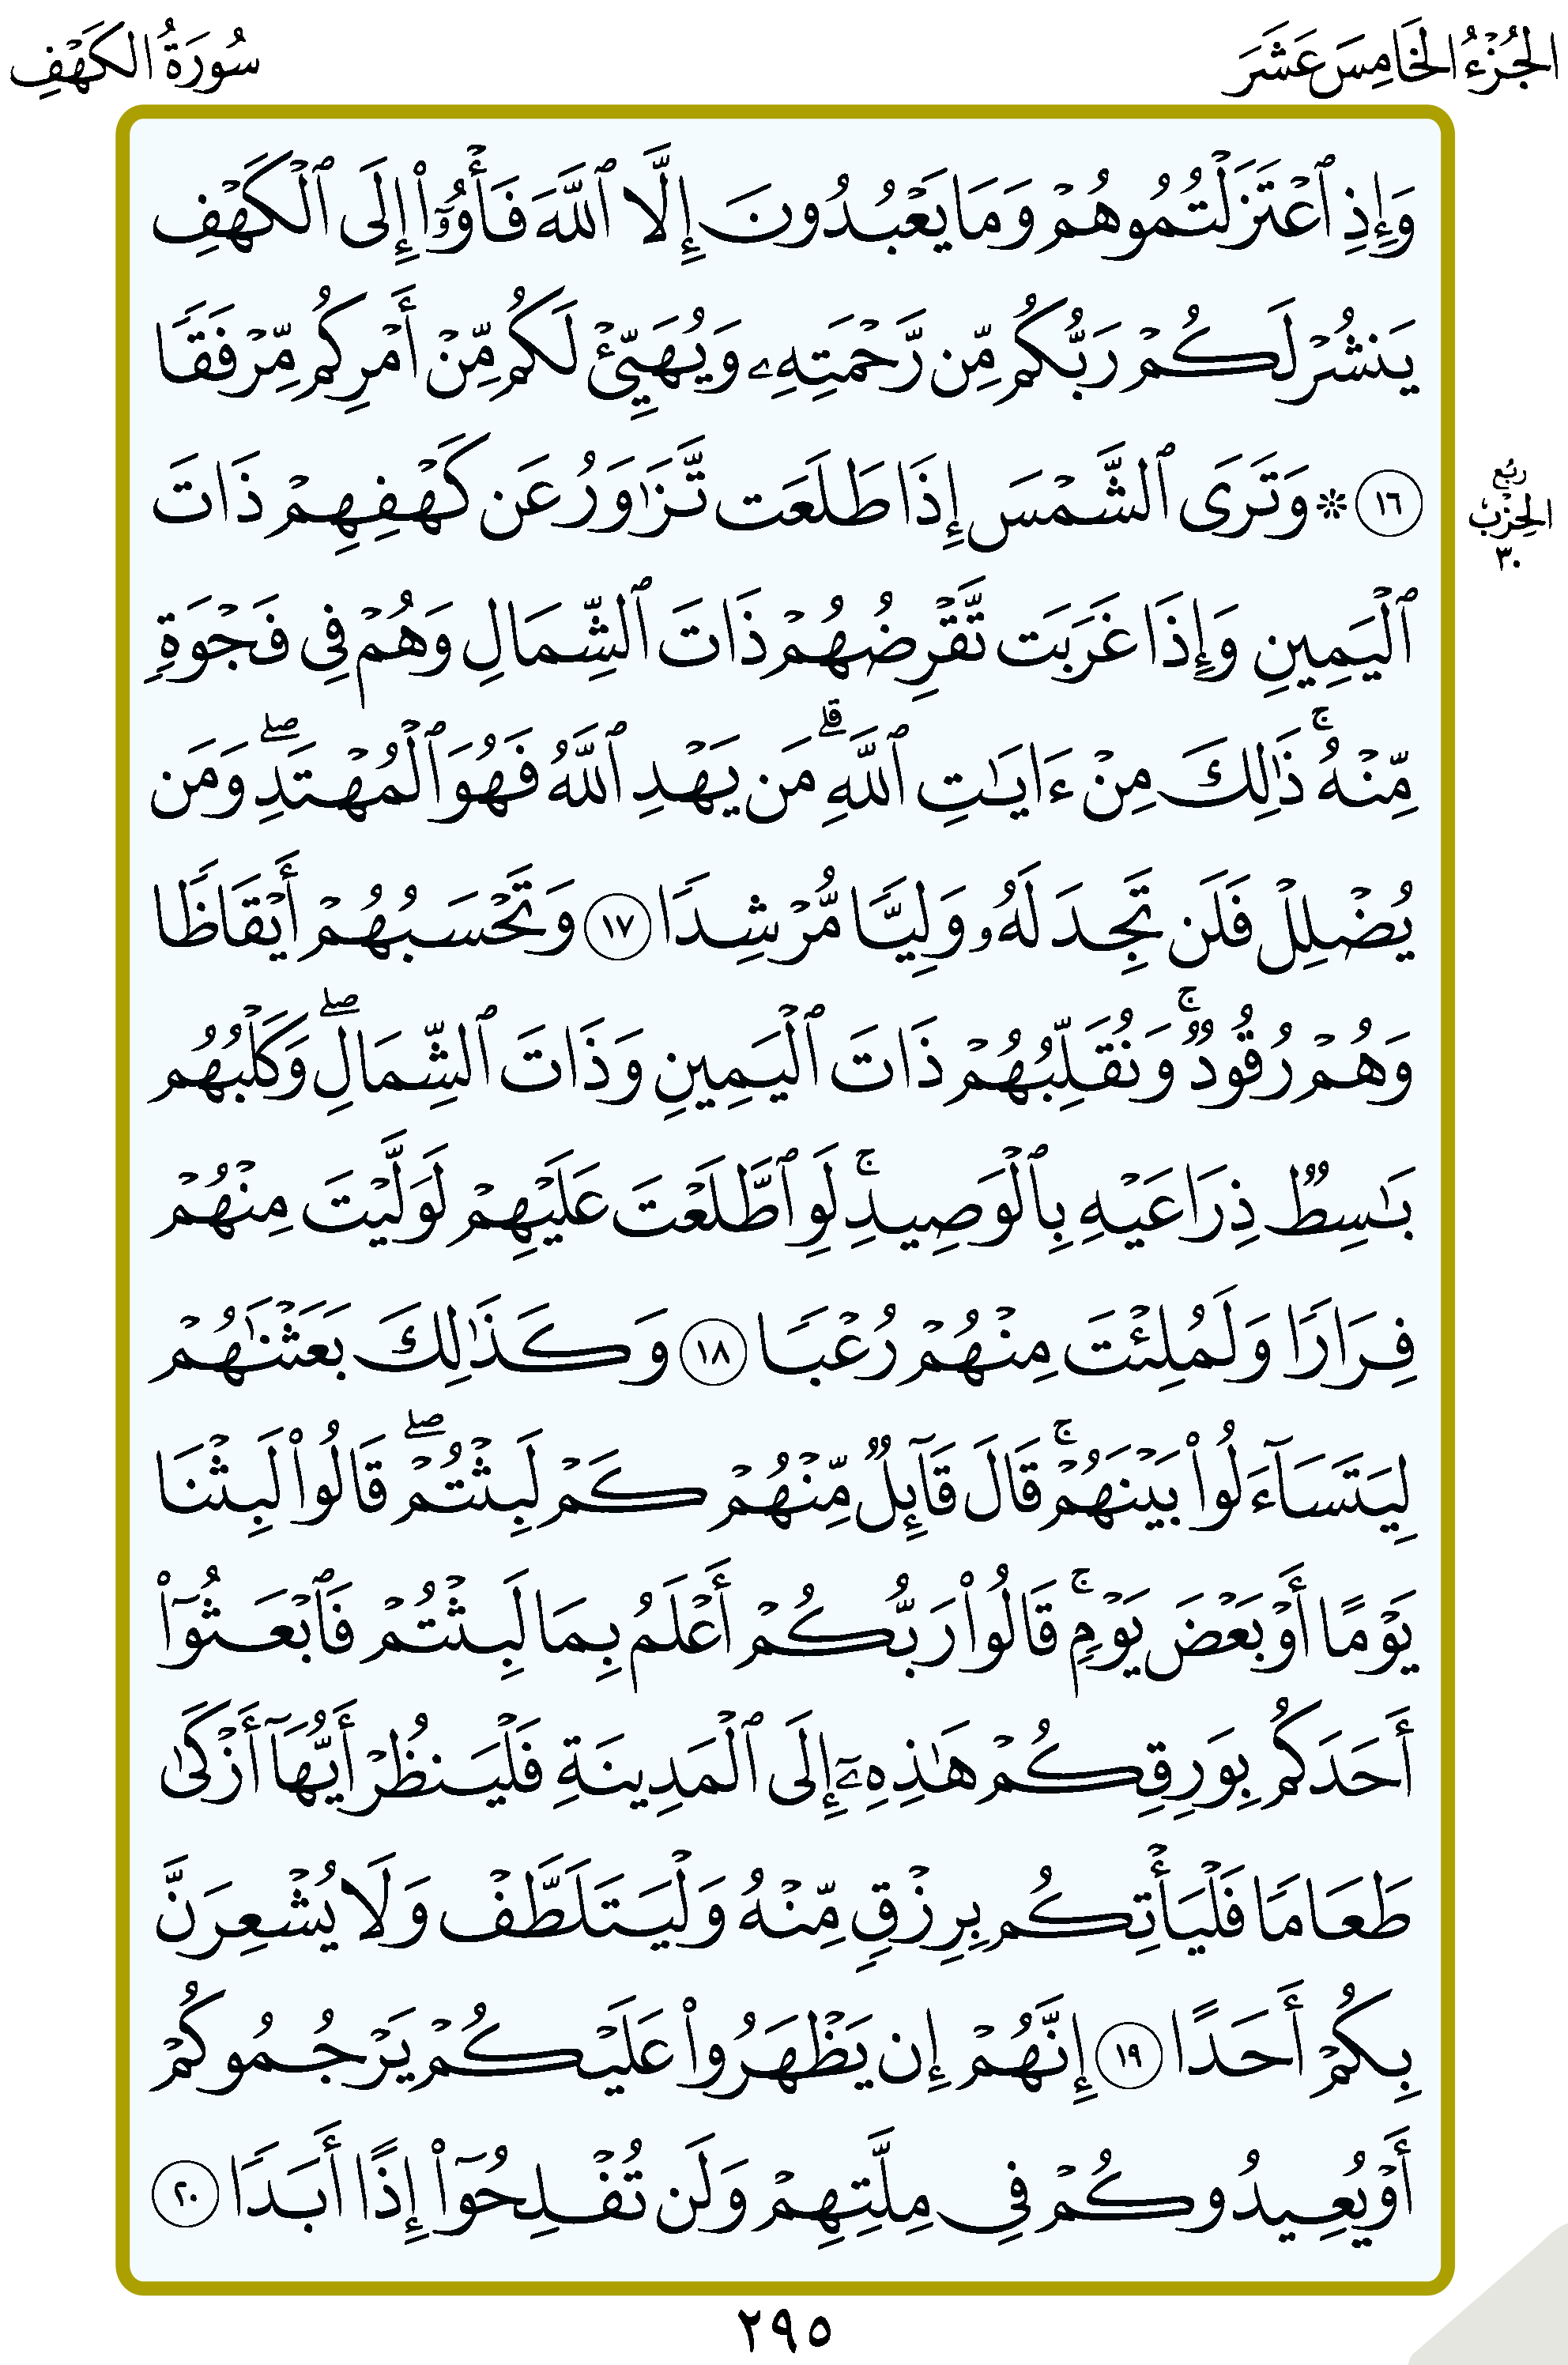 الجُزْءُ الخَامِسَ عَشَرَ
سُورَةُ الكَهْفِ
وَإِذِ ٱعْتَزَلْتُمُوهُمْ وَمَا يَعْبُدُونَ إِلَّا ٱللَّهَ فَأْوُۥٓا۟ إِلَى ٱلْكَهْفِ
يَنشُرْ لَكُمْ رَبُّكُم مِّن رَّحْمَتِهِۦ وَيُهَيِّئْ لَكُم مِّنْ أَمْرِكُم مِّرْفَقًا
١٦ ۞ وَتَرَى ٱلشَّمْسَ إِذَا طَلَعَت تَّزَٰوَرُ عَن كَهْفِهِمْ ذَاتَ
ربع
الحِزْب
٣٠
ٱلْيَمِينِ وَإِذَا غَرَبَت تَّقْرِضُهُمْ ذَاتَ ٱلشِّمَالِ وَهُمْ فِى فَجْوَةٍ
مِّنْهُ ۚ ذَٰلِكَ مِنْ ءَايَٰتِ ٱللَّهِ ۗ مَن يَهْدِ ٱللَّهُ فَهُوَ ٱلْمُهْتَدِ ۖ وَمَن
يُضْلِلْ فَلَن تَجِدَ لَهُۥ وَلِيًّا مُّرْشِدًا ١٧ وَتَحْسَبُهُمْ أَيْقَاظًا
وَهُمْ رُقُودٌ ۚ وَنُقَلِّبُهُمْ ذَاتَ ٱلْيَمِينِ وَذَاتَ ٱلشِّمَالِ ۖ وَكَلْبُهُم
بَٰسِطٌ ذِرَاعَيْهِ بِٱلْوَصِيدِ ۚ لَوِ ٱطَّلَعْتَ عَلَيْهِمْ لَوَلَّيْتَ مِنْهُمْ
فِرَارًا وَلَمُلِئْتَ مِنْهُمْ رُعْبًا ١٨ وَكَذَٰلِكَ بَعَثْنَٰهُمْ
لِيَتَسَآءَلُوا۟ بَيْنَهُمْ ۚ قَالَ قَآئِلٌ مِّنْهُمْ كَمْ لَبِثْتُمْ ۖ قَالُوا۟ لَبِثْنَا
يَوْمًا أَوْ بَعْضَ يَوْمٍ ۚ قَالُوا۟ رَبُّكُمْ أَعْلَمُ بِمَا لَبِثْتُمْ فَٱبْعَثُوٓا۟
أَحَدَكُم بِوَرِقِكُمْ هَٰذِهِۦٓ إِلَى ٱلْمَدِينَةِ فَلْيَنظُرْ أَيُّهَآ أَزْكَىٰ
طَعَامًا فَلْيَأْتِكُم بِرِزْقٍ مِّنْهُ وَلْيَتَلَطَّفْ وَلَا يُشْعِرَنَّ
بِكُمْ أَحَدًا ١٩ إِنَّهُمْ إِن يَظْهَرُوا۟ عَلَيْكُمْ يَرْجُمُوكُمْ
أَوْ يُعِيدُوكُمْ فِى مِلَّتِهِمْ وَلَن تُفْلِحُوٓا۟ إِذًا أَبَدًا ٢٠
٢٩٥